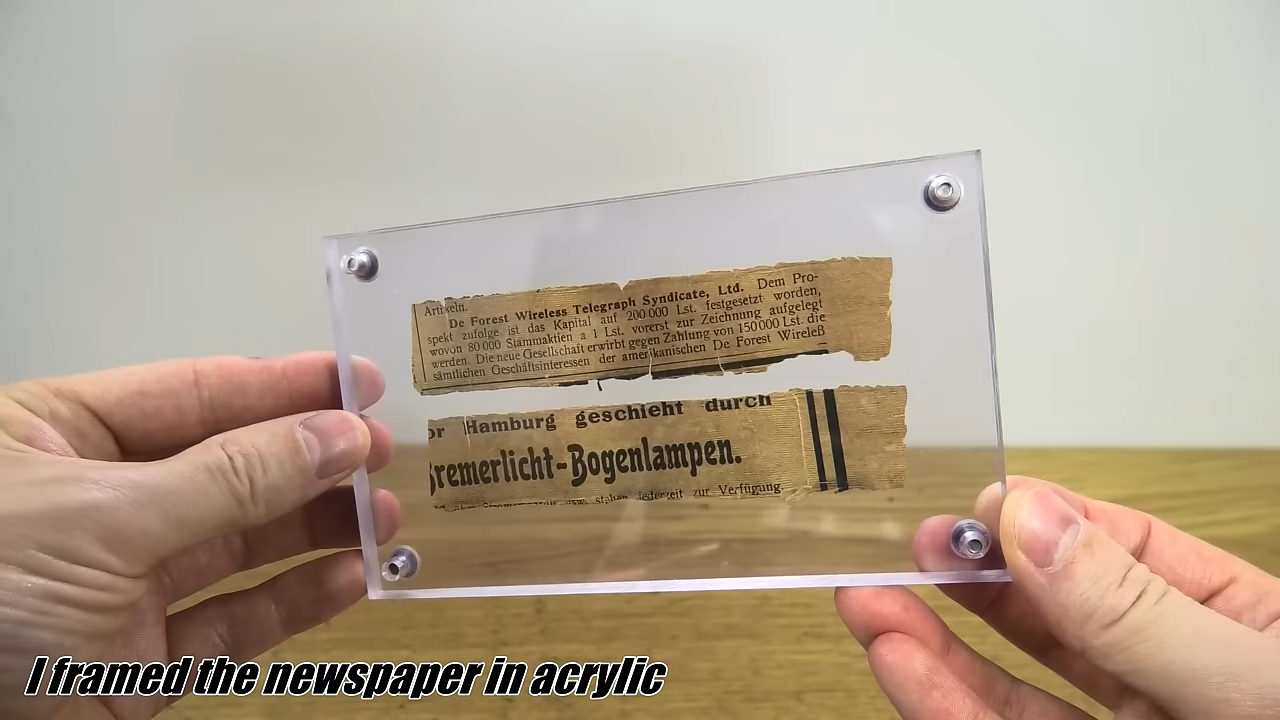 Artikeln.
De Forest Wireless Telegraph Syndicate, Ltd. Dem Pro-
spekt zufolge ist das Kapital auf 200 000 Lst. festgesetzt worden,
wovon 80 000 Stammaktien a 1 Lst. vorerst zur Zeichnung aufgelegt
werden. Die neue Gesellschaft erwirbt gegen Zahlung von 150 000 Lst. die
sämtlichen Geschäftsinteressen der amerikanischen De Forest Wireleß
or Hamburg geschieht durch
Bremerlicht-Bogenlampen.
usw. stehen jederzeit zur Verfügung.
I framed the newspaper in acrylic